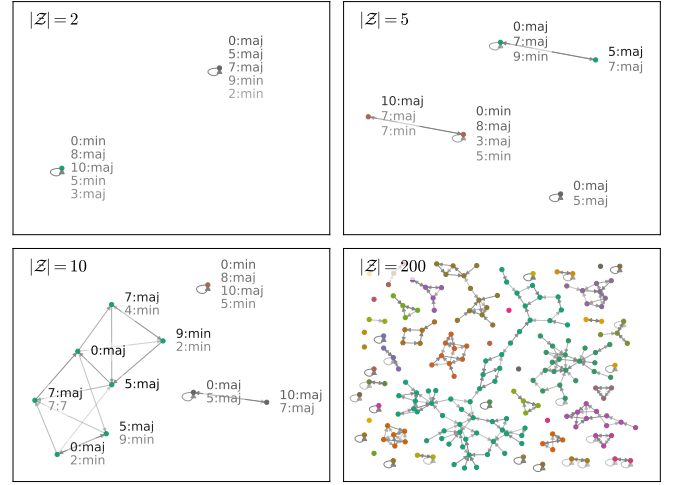 |𝒵| = 2
0:maj
5:maj
7:maj
9:min
2:min
0:min
8:maj
10:maj
5:min
3:maj
|𝒵| = 5
0:maj
7:maj
9:min
5:maj
7:maj
10:maj
7:maj
7:min
0:min
8:maj
3:maj
5:min
0:maj
5:maj
|𝒵| = 10
0:min
8:maj
10:maj
5:min
7:maj
4:min
9:min
2:min
0:maj
5:maj
0:maj
5:maj
10:maj
7:maj
7:maj
7:7
5:maj
9:min
0:maj
2:min
|𝒵| = 200